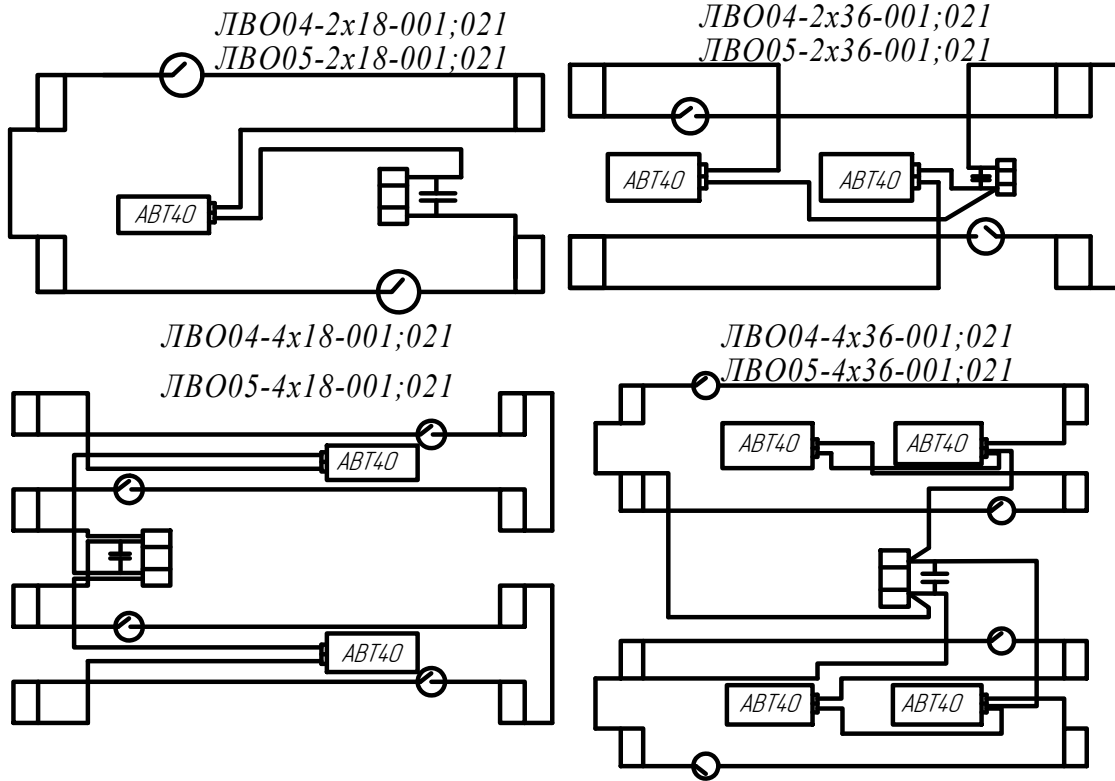 ЛВО04-2х18-001;021
ЛВО05-2х18-001;021
АВТ40
ЛВО04-2х36-001;021
ЛВО05-2х36-001;021
АВТ40
АВТ40
ЛВО04-4х18-001;021
ЛВО05-4х18-001;021
АВТ40
АВТ40
ЛВО04-4х36-001;021
ЛВО05-4х36-001;021
АВТ40
АВТ40
АВТ40
АВТ40